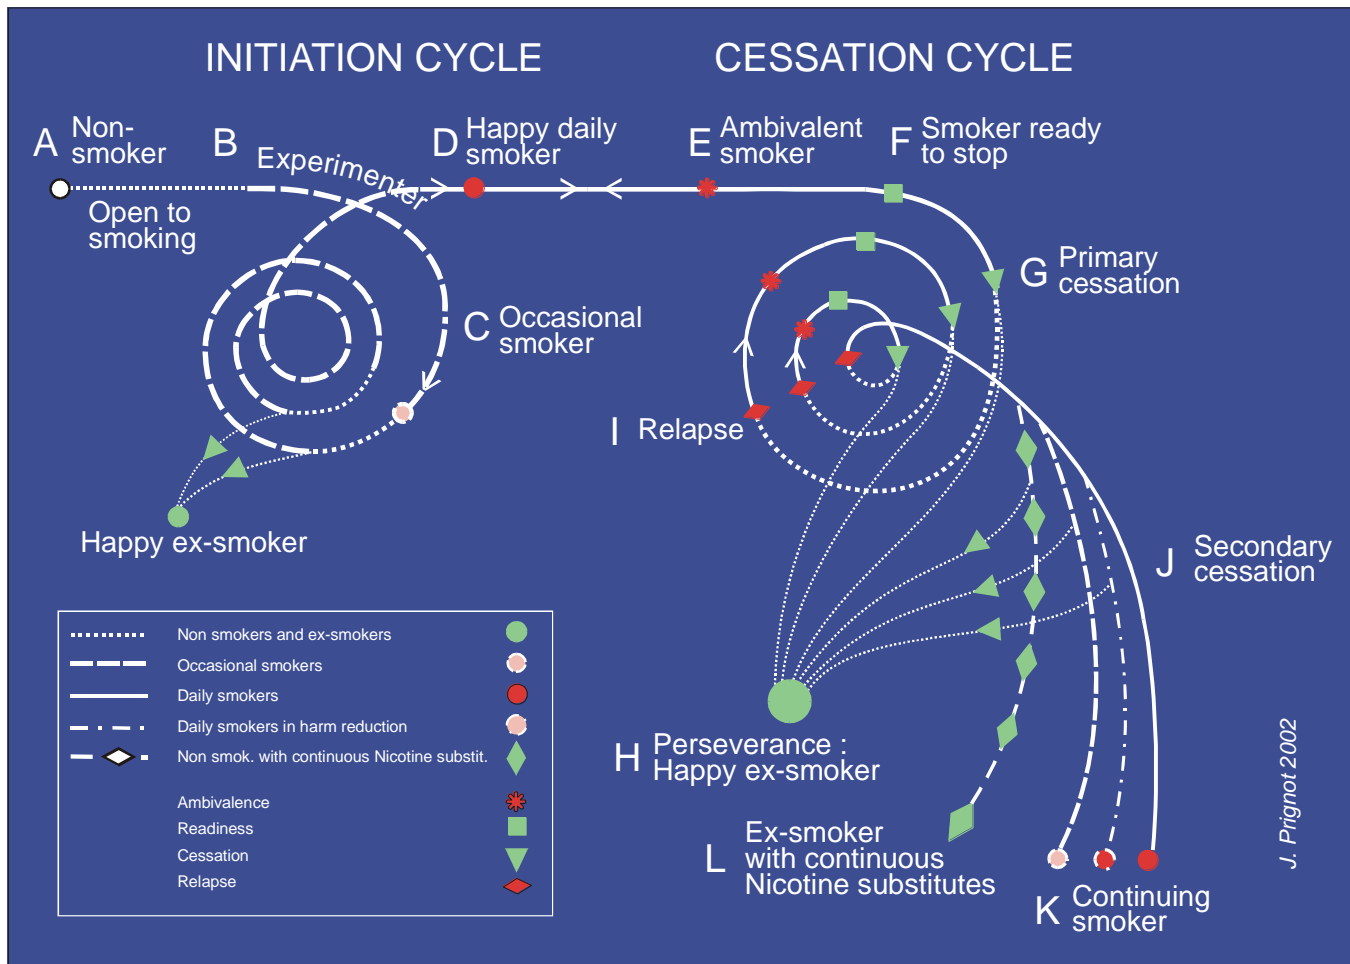 INITIATION CYCLE
CESSATION CYCLE
A Non-
smoker
B Experimenter
D Happy daily
smoker
E Ambivalent
smoker
F Smoker ready
to stop
Open to
smoking
G Primary
cessation
C Occasional
smoker
I Relapse
Happy ex-smoker
J Secondary
cessation
Non smokers and ex-smokers
Occasional smokers
Daily smokers
Daily smokers in harm reduction
Non smok. with continuous Nicotine substit.
Ambivalence
Readiness
Cessation
Relapse
H Perseverance :
Happy ex-smoker
L Ex-smoker
with continuous
Nicotine substitutes
K Continuing
smoker
J. Prignot 2002